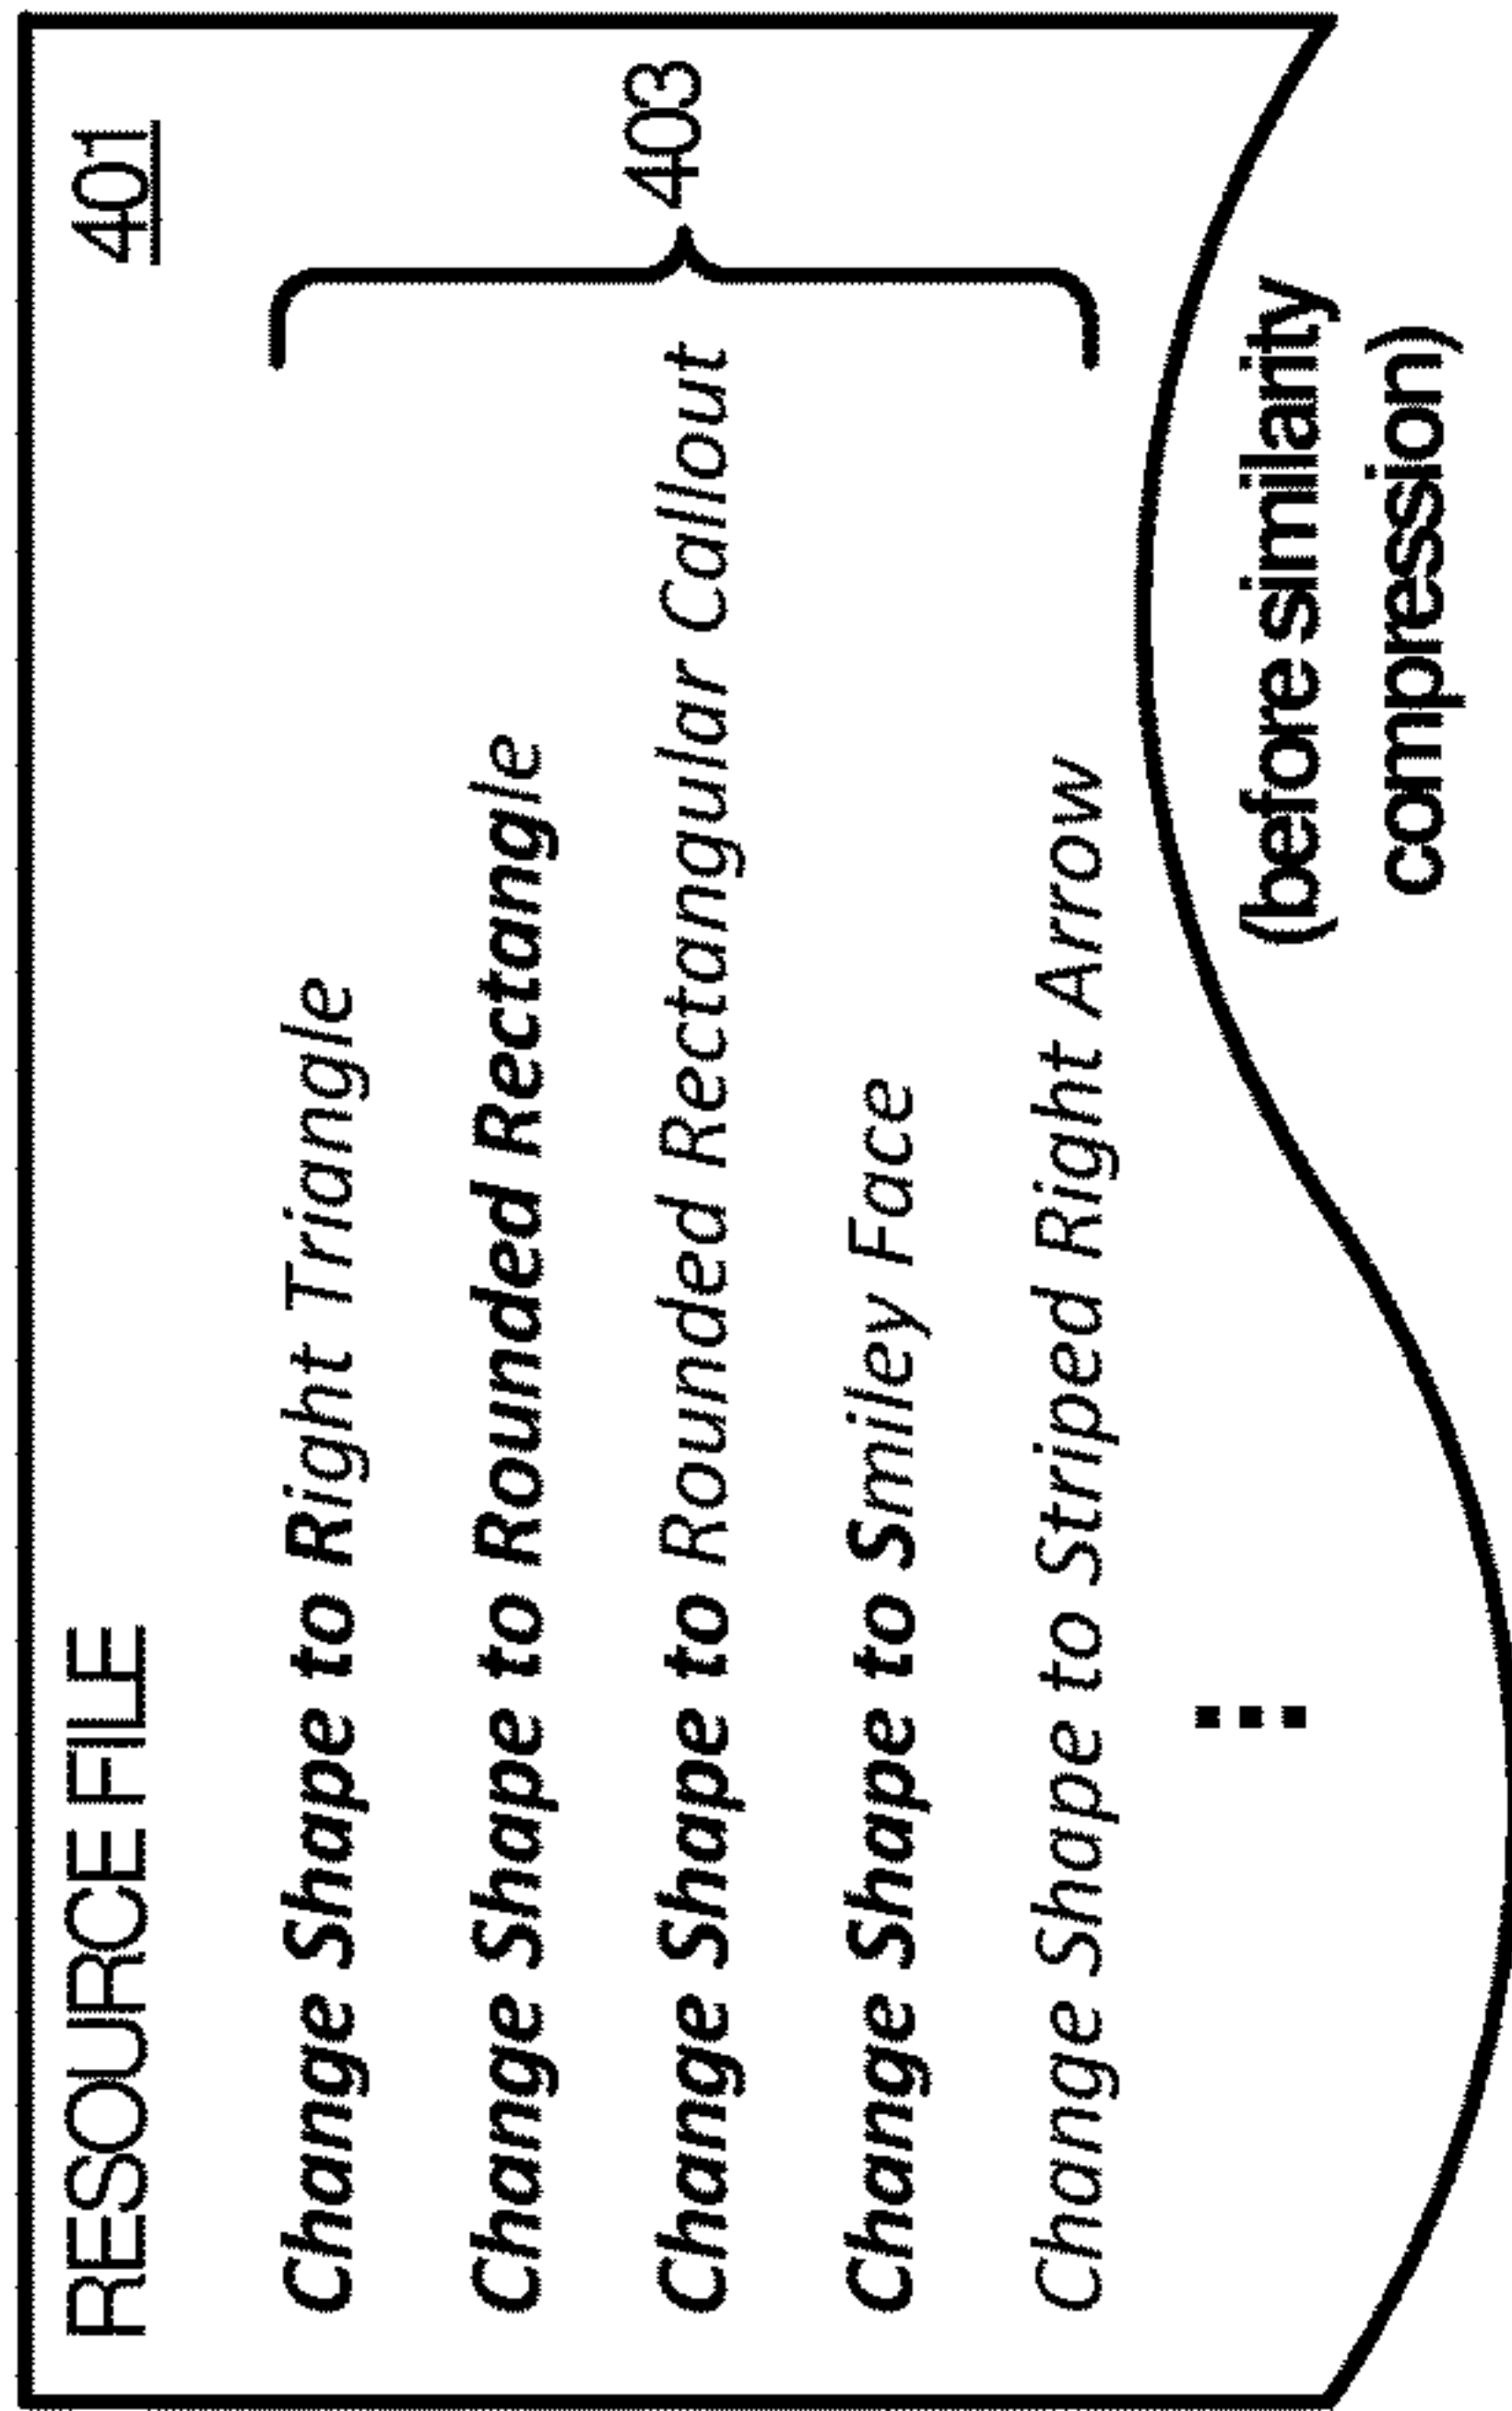 RESOURCE FILE 401
Change Shape to Right Triangle
Change Shape to Rounded Rectangle
Change Shape to Rounded Rectangular Callout
Change Shape to Smiley Face
Change Shape to Striped Right Arrow
403
(before similarity
compression)